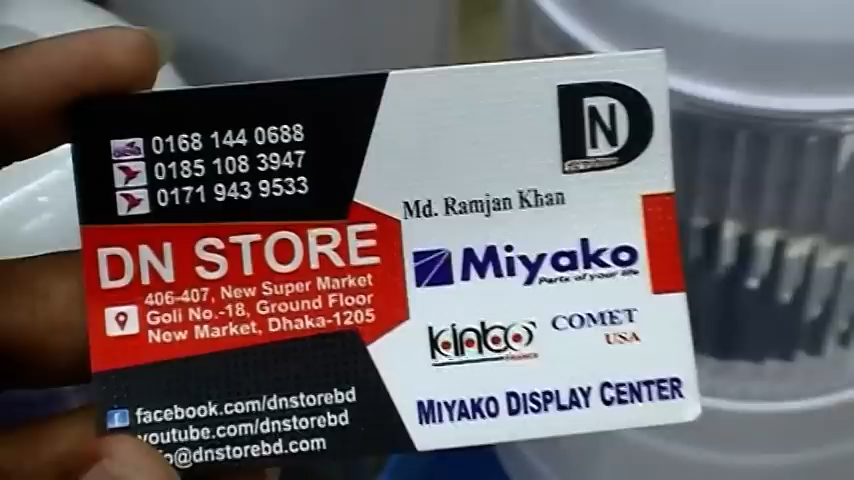 0168 144 0688
0185 108 3947
0171 943 9533
DN STORE
406-407, New Super Market
Goli No.-18, Ground Floor
New Market, Dhaka-1205
facebook.com/dnstorebd
youtube.com/dnstorebd
@dnstorebd.com
DN
Md. Ramjan Khan
Miyako
Parts of your life
kinbo
FRANCE
COMET
USA
MIYAKO DISPLAY CENTER